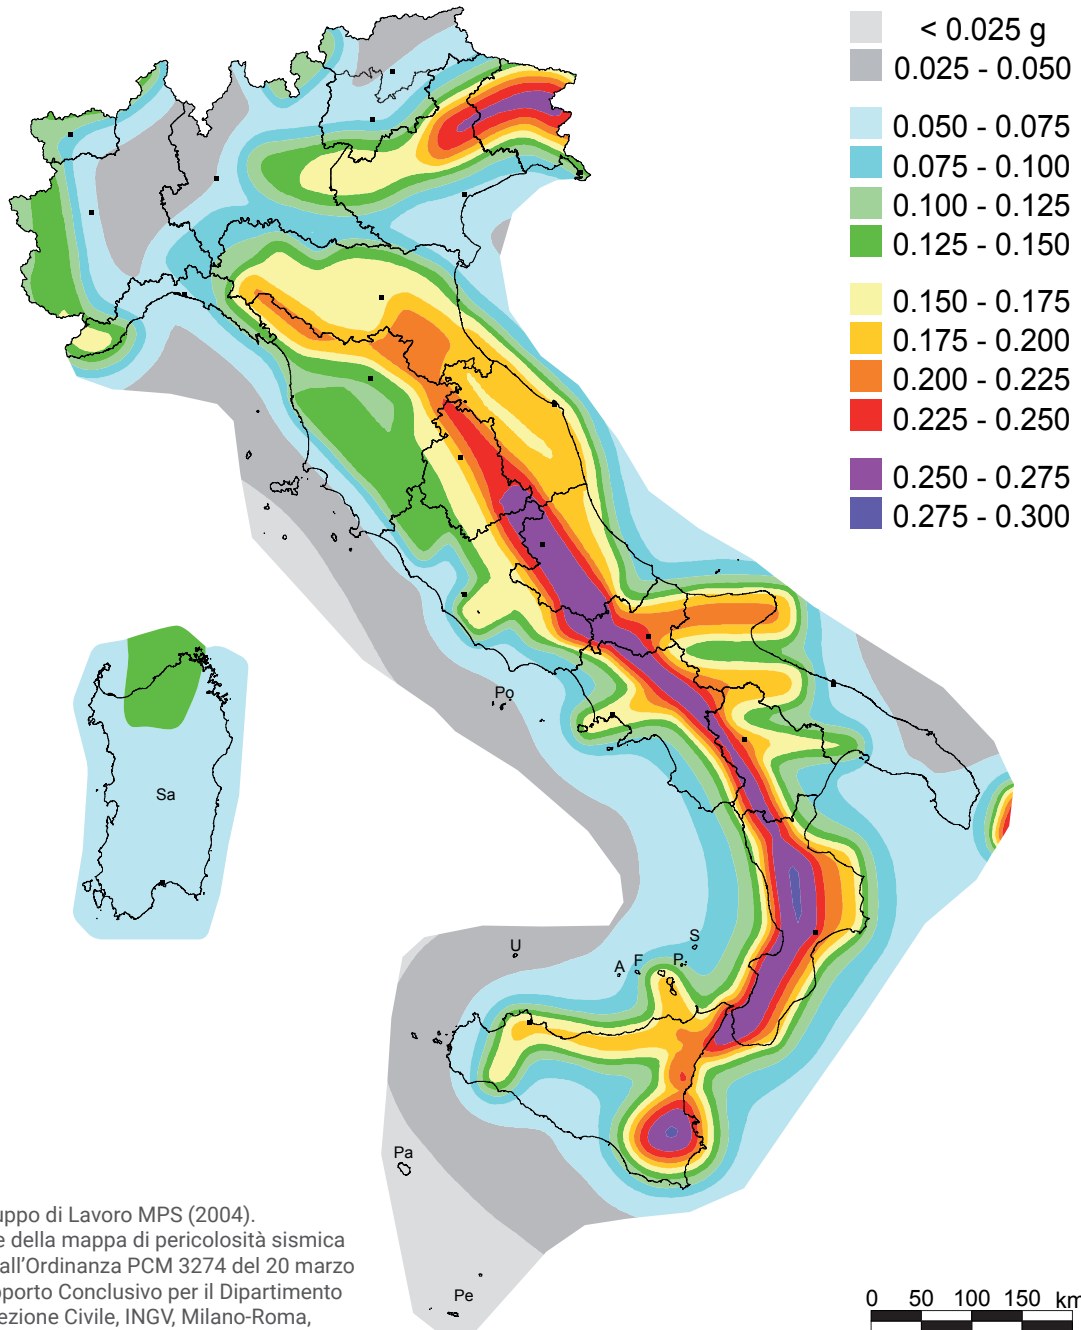 < 0.025 g
0.025 - 0.050
0.050 - 0.075
0.075 - 0.100
0.100 - 0.125
0.125 - 0.150
0.150 - 0.175
0.175 - 0.200
0.200 - 0.225
0.225 - 0.250
0.250 - 0.275
0.275 - 0.300
Po
Sa
S
U
A
F
P
Pa
Pe
uppo di Lavoro MPS (2004).
e della mappa di pericolosità sismica
all’Ordinanza PCM 3274 del 20 marzo
pporto Conclusivo per il Dipartimento
ezione Civile, INGV, Milano-Roma,
0 50 100 150 km